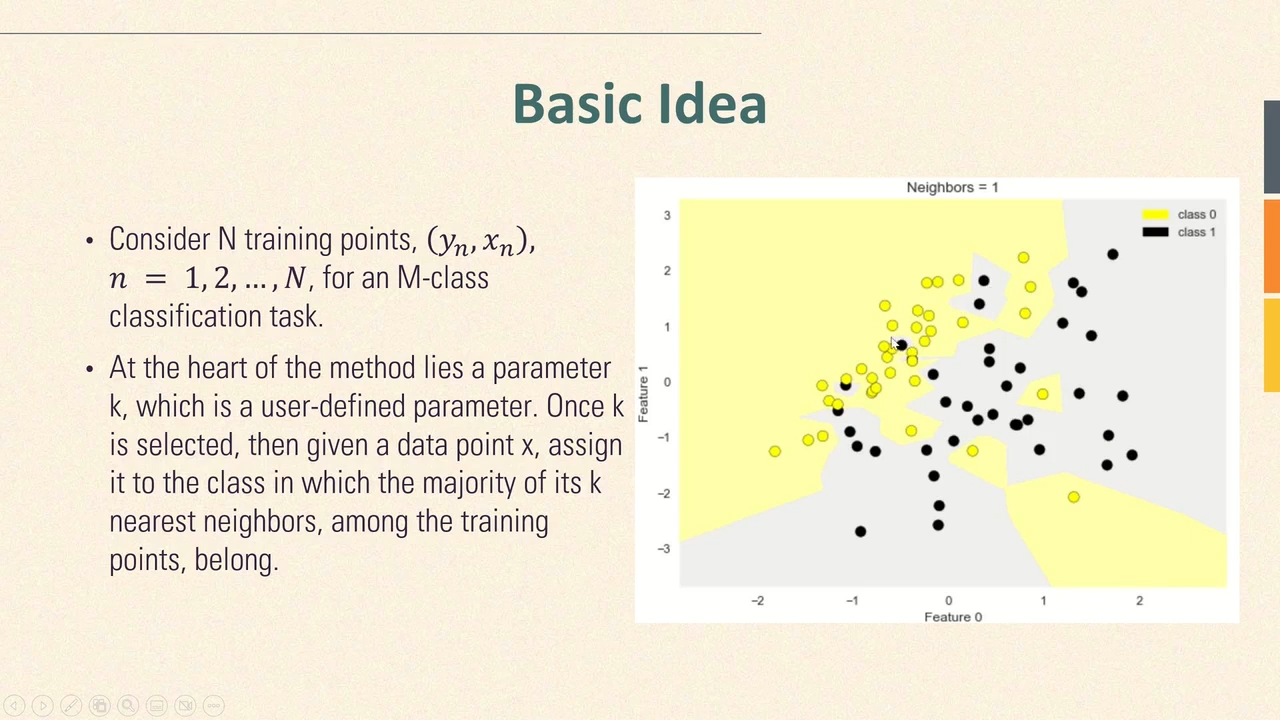 Basic Idea
• Consider N training points, (yₙ, xₙ),
n = 1, 2, … , N, for an M-class
classification task.
• At the heart of the method lies a parameter
k, which is a user-defined parameter. Once k
is selected, then given a data point x, assign
it to the class in which the majority of its k
nearest neighbors, among the training
points, belong.
Neighbors = 1
class 0
class 1
3
2
1
0
−1
−2
−3
Feature 1
−2
−1
0
1
2
Feature 0